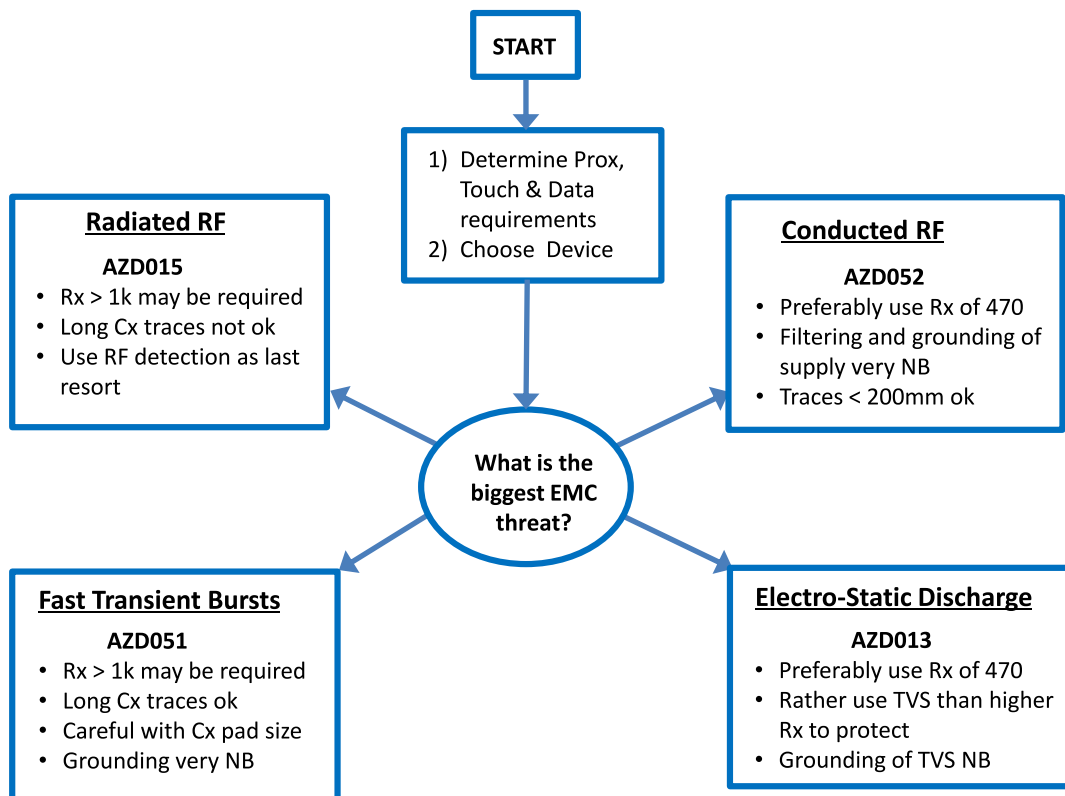 START
1) Determine Prox,
Touch & Data
requirements
2) Choose Device
Radiated RF
AZD015
• Rx > 1k may be required
• Long Cx traces not ok
• Use RF detection as last
resort
Conducted RF
AZD052
• Preferably use Rx of 470
• Filtering and grounding of
supply very NB
• Traces < 200mm ok
What is the
biggest EMC
threat?
Fast Transient Bursts
AZD051
• Rx > 1k may be required
• Long Cx traces ok
• Careful with Cx pad size
• Grounding very NB
Electro-Static Discharge
AZD013
• Preferably use Rx of 470
• Rather use TVS than higher
Rx to protect
• Grounding of TVS NB